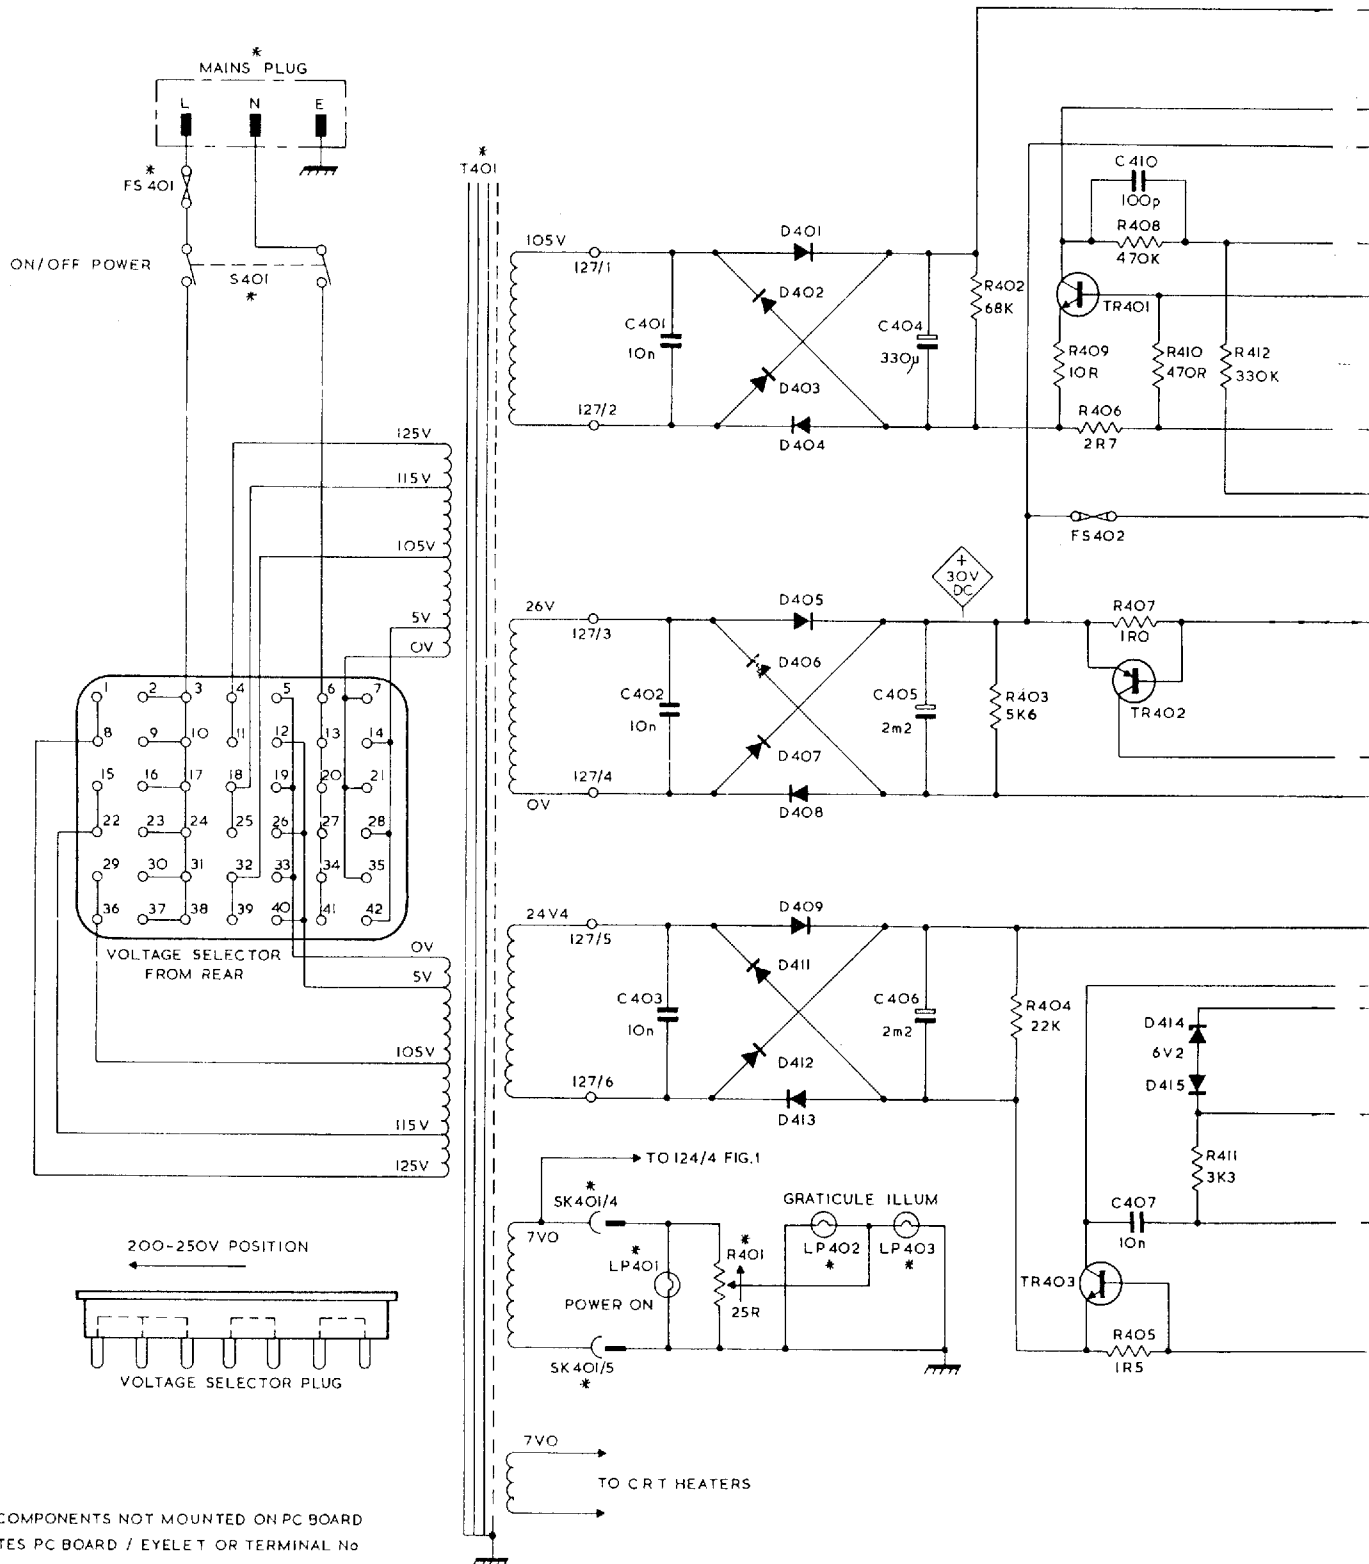 *
MAINS PLUG
L N E
*
FS 401
ON/OFF POWER
S401
*
*
T401
105V
127/1
D401
D402
C401
10n
D403
C404
330µ
R402
68K
127/2
D404
C410
100p
R408
470K
TR401
R409
10R
R410
470R
R412
330K
R406
2R7
FS402
125V
115V
105V
5V
0V
26V
127/3
D405
D406
C402
10n
D407
C405
2m2
R403
5K6
+
30V
DC
127/4
0V
D408
R407
1R0
TR402
1 2 3 4 5 6 7
8 9 10 11 12 13 14
15 16 17 18 19 20 21
22 23 24 25 26 27 28
29 30 31 32 33 34 35
36 37 38 39 40 41 42
VOLTAGE SELECTOR
FROM REAR
0V
5V
105V
115V
125V
24V4
127/5
D409
D411
C403
10n
D412
C406
2m2
R404
22K
127/6
D413
D414
6V2
D415
R411
3K3
C407
10n
TR403
R405
1R5
TO 124/4 FIG.1
*
SK401/4
7V0
*
LP401
POWER ON
*
R401
25R
GRATICULE ILLUM
LP402
*
LP403
*
SK401/5
*
200-250V POSITION
VOLTAGE SELECTOR PLUG
7V0
TO CRT HEATERS
COMPONENTS NOT MOUNTED ON PC BOARD
TES PC BOARD / EYELET OR TERMINAL No